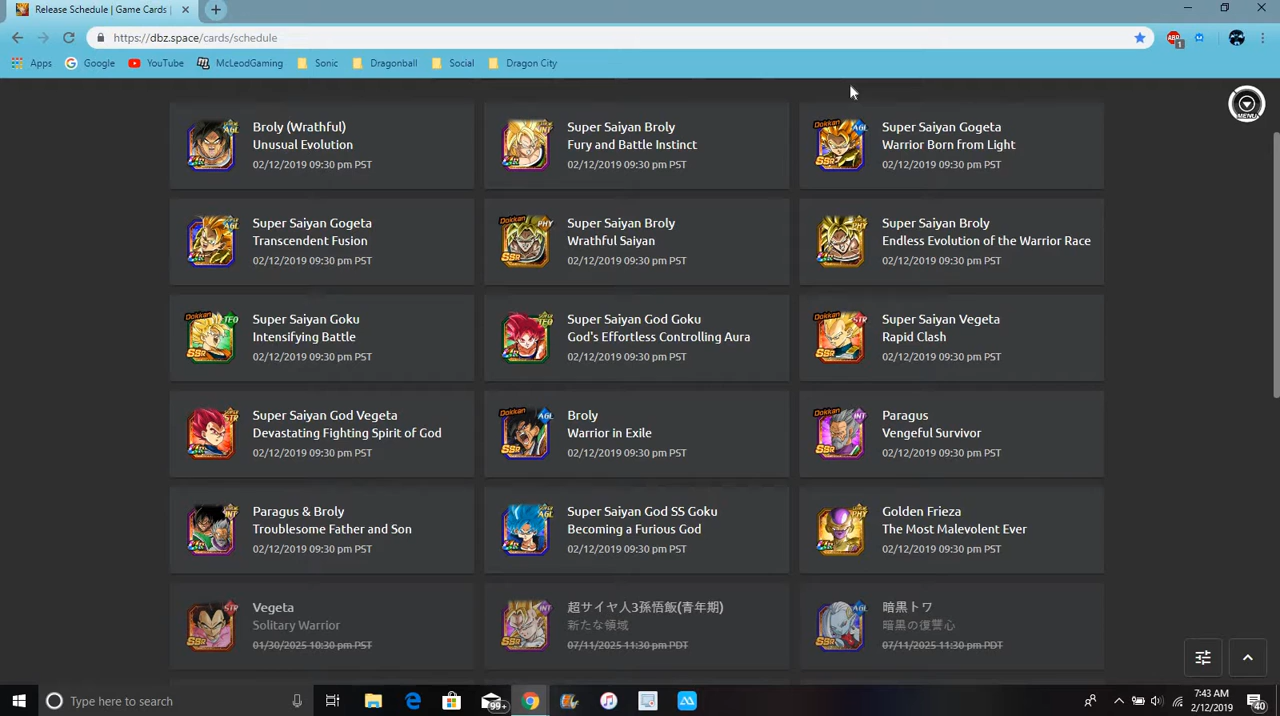 Release Schedule | Game Cards |
https://dbz.space/cards/schedule
ABP
1
Apps Google YouTube McLeodGaming Sonic Dragonball Social Dragon City
MENU
Broly (Wrathful)
Unusual Evolution
02/12/2019 09:30 pm PST
Super Saiyan Broly
Fury and Battle Instinct
02/12/2019 09:30 pm PST
Super Saiyan Gogeta
Warrior Born from Light
02/12/2019 09:30 pm PST
Super Saiyan Gogeta
Transcendent Fusion
02/12/2019 09:30 pm PST
Super Saiyan Broly
Wrathful Saiyan
02/12/2019 09:30 pm PST
Super Saiyan Broly
Endless Evolution of the Warrior Race
02/12/2019 09:30 pm PST
Super Saiyan Goku
Intensifying Battle
02/12/2019 09:30 pm PST
Super Saiyan God Goku
God's Effortless Controlling Aura
02/12/2019 09:30 pm PST
Super Saiyan Vegeta
Rapid Clash
02/12/2019 09:30 pm PST
Super Saiyan God Vegeta
Devastating Fighting Spirit of God
02/12/2019 09:30 pm PST
Broly
Warrior in Exile
02/12/2019 09:30 pm PST
Paragus
Vengeful Survivor
02/12/2019 09:30 pm PST
Paragus & Broly
Troublesome Father and Son
02/12/2019 09:30 pm PST
Super Saiyan God SS Goku
Becoming a Furious God
02/12/2019 09:30 pm PST
Golden Frieza
The Most Malevolent Ever
02/12/2019 09:30 pm PST
Vegeta
Solitary Warrior
01/30/2025 10:30 pm PST
超サイヤ人3孫悟飯(青年期)
新たな領域
07/11/2025 11:30 pm PDT
暗黒トワ
暗黒の復讐心
07/11/2025 11:30 pm PDT
Type here to search
99+
7:43 AM
2/12/2019
40